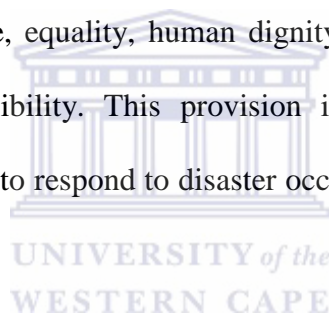 e, equality, human dignity
ibility. This provision i
to respond to disaster occ
UNIVERSITY of the
WESTERN CAPE